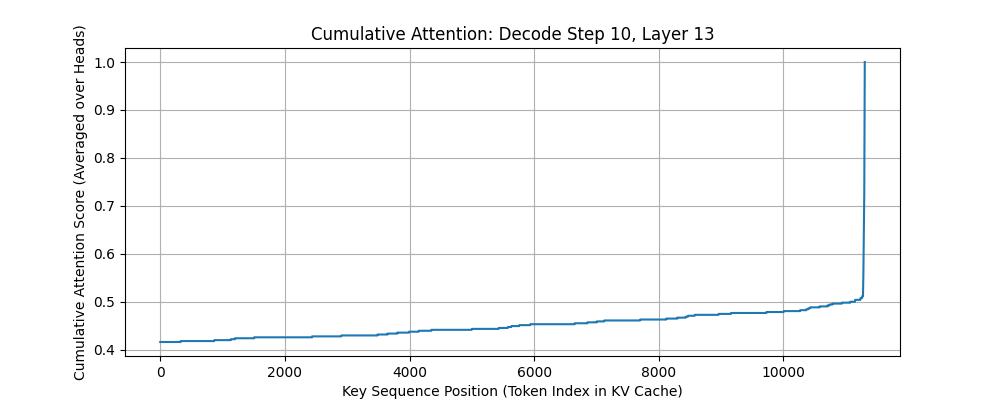 Cumulative Attention: Decode Step 10, Layer 13
Cumulative Attention Score (Averaged over Heads)
1.0
0.9
0.8
0.7
0.6
0.5
0.4
0 2000 4000 6000 8000 10000
Key Sequence Position (Token Index in KV Cache)